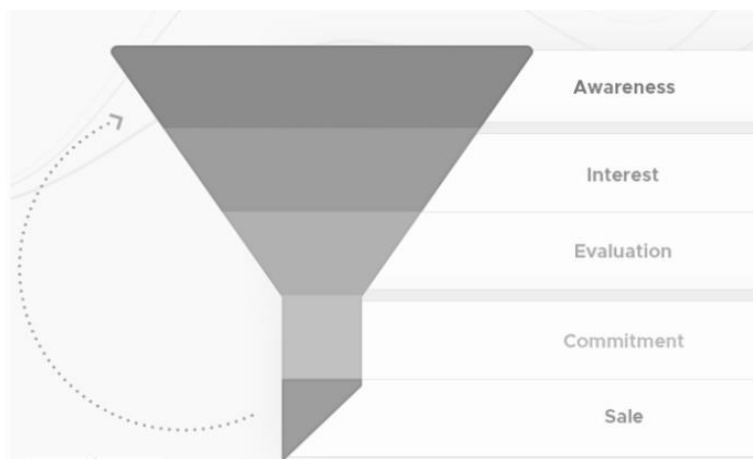 Awareness
Interest
Evaluation
Commitment
Sale